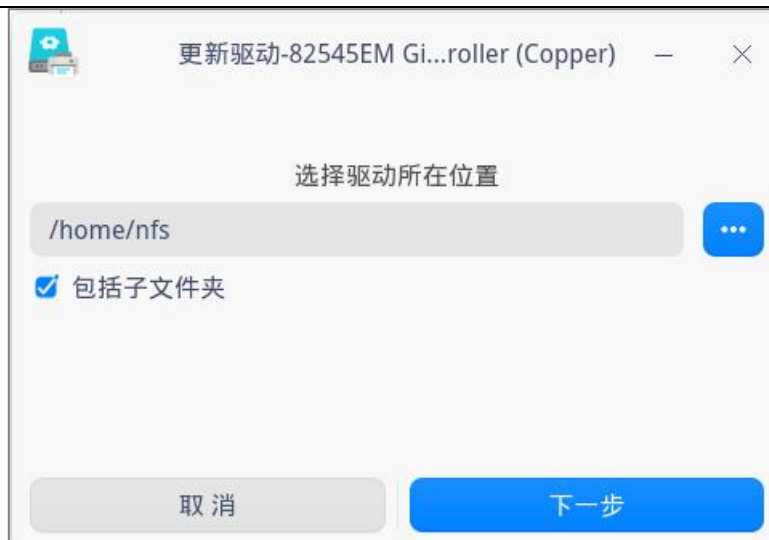 更新驱动-82545EM Gi...roller (Copper)
选择驱动所在位置
/home/nfs
包括子文件夹
取 消
下一步